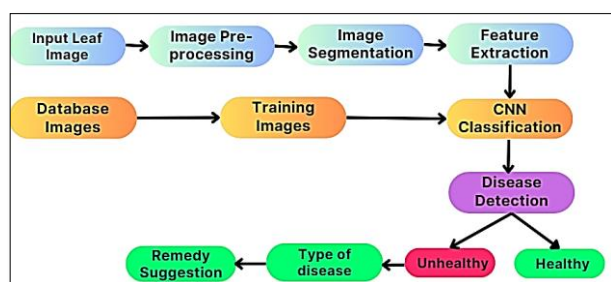 Input Leaf
Image
Image Pre-
processing
Image
Segmentation
Feature
Extraction
Database
Images
Training
Images
CNN
Classification
Disease
Detection
Remedy
Suggestion
Type of
disease
Unhealthy
Healthy